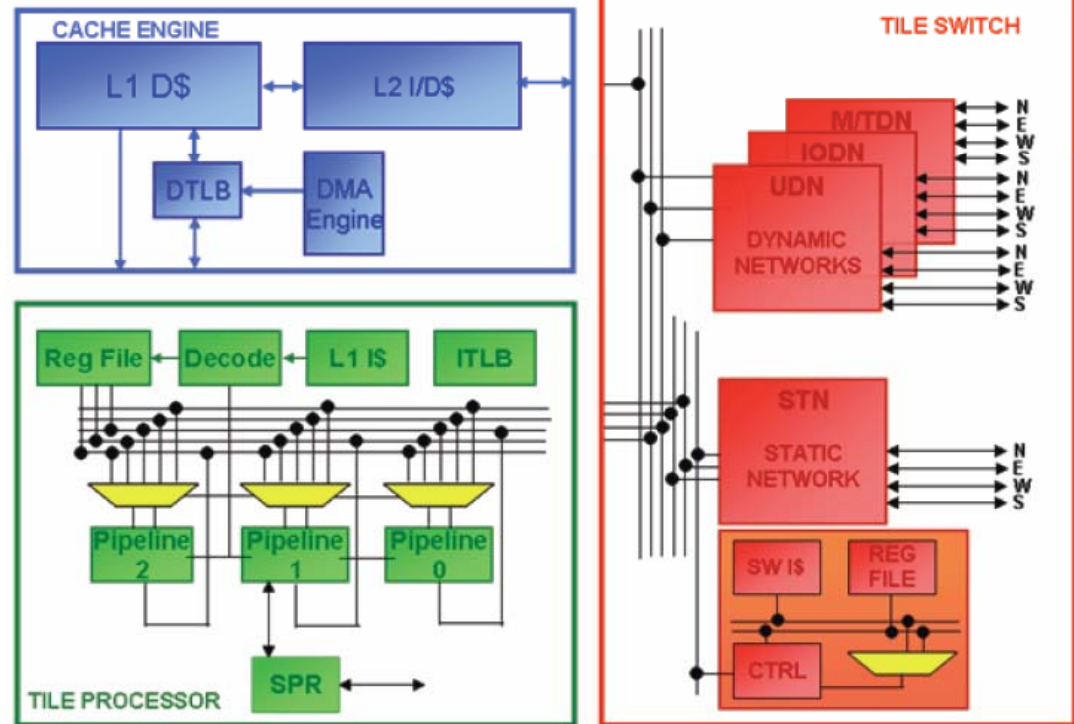 CACHE ENGINE
L1 D$
L2 I/D$
DTLB
DMA
Engine
TILE PROCESSOR
Reg File
Decode
L1 I$
ITLB
Pipeline
2
Pipeline
1
Pipeline
0
SPR
TILE SWITCH
M/TDN
N
E
W
S
IODN
N
E
W
S
UDN
DYNAMIC
NETWORKS
N
E
W
S
STN
STATIC
NETWORK
N
E
W
S
SW I$
REG
FILE
CTRL